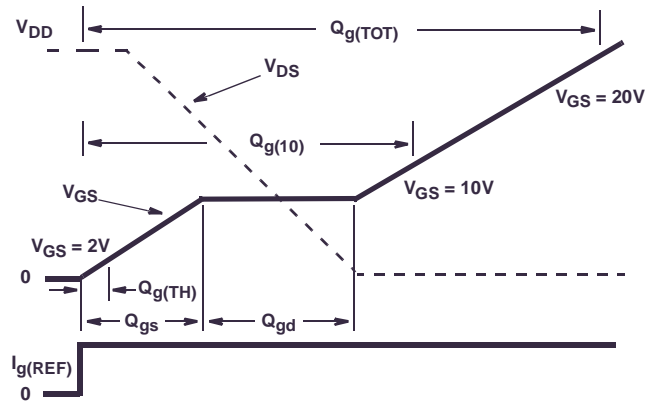 V_DD
Q_g(TOT)
V_DS
V_GS = 20V
Q_g(10)
V_GS
V_GS = 10V
V_GS = 2V
0
Q_g(TH)
Q_gs
Q_gd
I_g(REF)
0